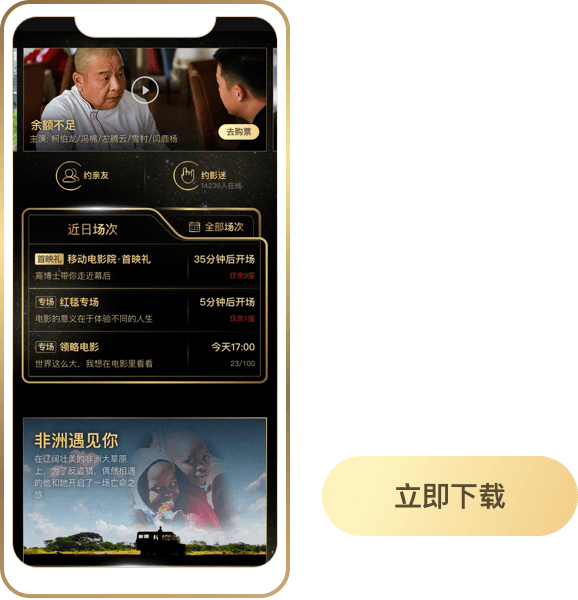 余额不足
主演: 柯伯龙/冯棉/左腾云/雪村/闫鹿杨
去购票
约亲友
约影迷
14236人在线
近日场次
全部场次
首映礼 移动电影院·首映礼
35分钟后开场
高博士带你走近幕后
仅余0座
专场 红毯专场
5分钟后开场
电影的意义在于体验不同的人生
仅余1座
专场 领略电影
今天17:00
世界这么大，我想在电影里看看
23/100
非洲遇见你
在辽阔壮美的非洲大草原
上，为了反盗猎，偶然相遇
的他和她开启了一场亡命之
旅
立即下载